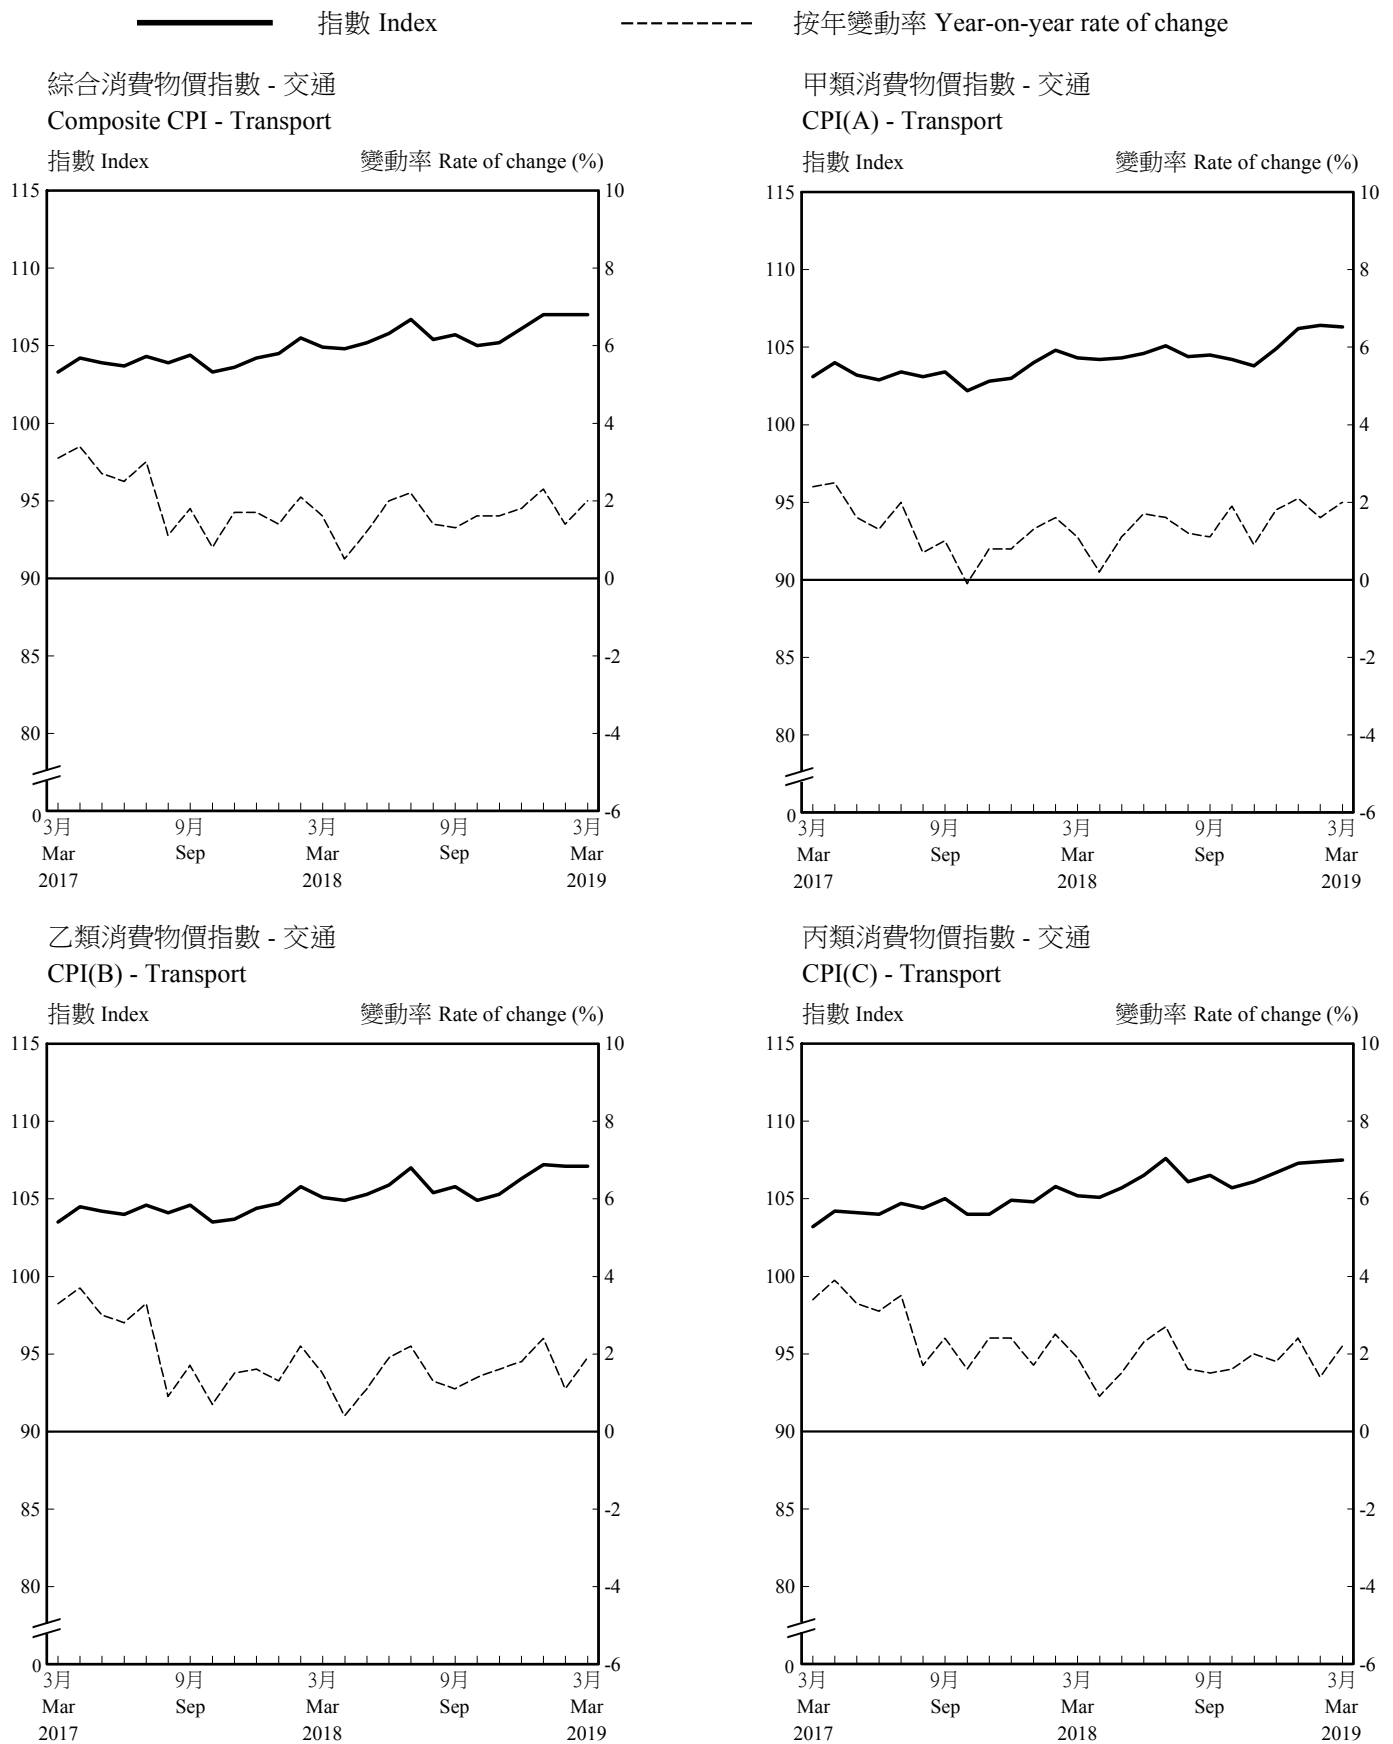 指數 Index
按年變動率 Year-on-year rate of change
綜合消費物價指數 - 交通
Composite CPI - Transport
指數 Index 變動率 Rate of change (%)
115 10
110 8
105 6
100 4
95 2
90 0
85 -2
80 -4
0 -6
3月 9月 3月 9月 3月
Mar Sep Mar Sep Mar
2017 2018 2019
甲類消費物價指數 - 交通
CPI(A) - Transport
指數 Index 變動率 Rate of change (%)
115 10
110 8
105 6
100 4
95 2
90 0
85 -2
80 -4
0 -6
3月 9月 3月 9月 3月
Mar Sep Mar Sep Mar
2017 2018 2019
乙類消費物價指數 - 交通
CPI(B) - Transport
指數 Index 變動率 Rate of change (%)
115 10
110 8
105 6
100 4
95 2
90 0
85 -2
80 -4
0 -6
3月 9月 3月 9月 3月
Mar Sep Mar Sep Mar
2017 2018 2019
丙類消費物價指數 - 交通
CPI(C) - Transport
指數 Index 變動率 Rate of change (%)
115 10
110 8
105 6
100 4
95 2
90 0
85 -2
80 -4
0 -6
3月 9月 3月 9月 3月
Mar Sep Mar Sep Mar
2017 2018 2019